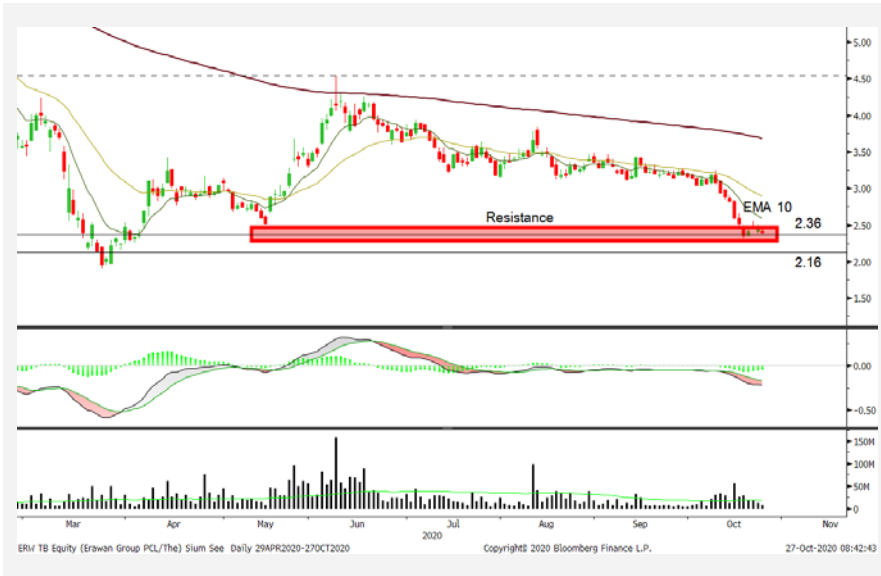 5.00
4.50
4.00
3.50
3.00
EMA 10
Resistance
2.36
2.50
2.16
2.00
1.50
0.00
-0.50
150M
100M
50M
0
Mar Apr May Jun Jul Aug Sep Oct Nov
2020
ERW TB Equity (Erawan Group PCL/The) Sium See Daily 29APR2020-27OCT2020 Copyright© 2020 Bloomberg Finance L.P. 27-Oct-2020 08:42:43